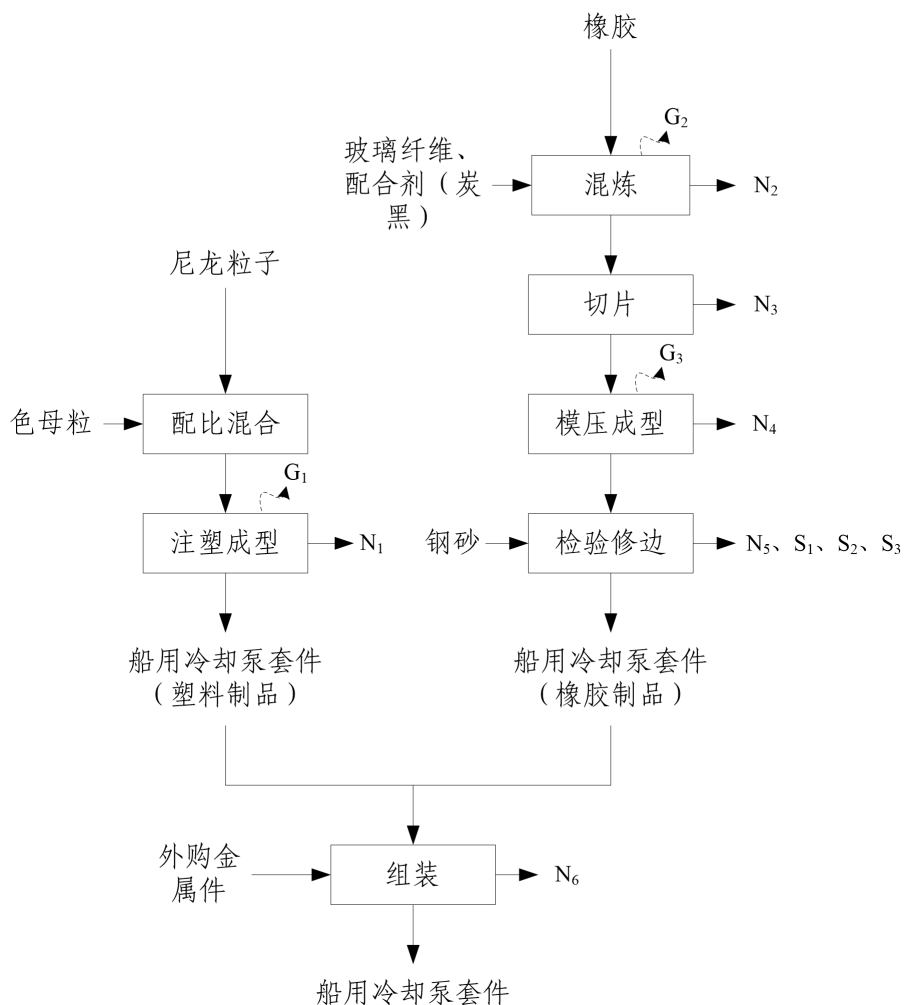 橡胶
G₂
玻璃纤维、
配合剂（炭
黑）
混炼
N₂
尼龙粒子
切片
N₃
G₃
色母粒
配比混合
模压成型
N₄
G₁
注塑成型
N₁
钢砂
检验修边
N₅、S₁、S₂、S₃
船用冷却泵套件
（塑料制品）
船用冷却泵套件
（橡胶制品）
外购金
属件
组装
N₆
船用冷却泵套件